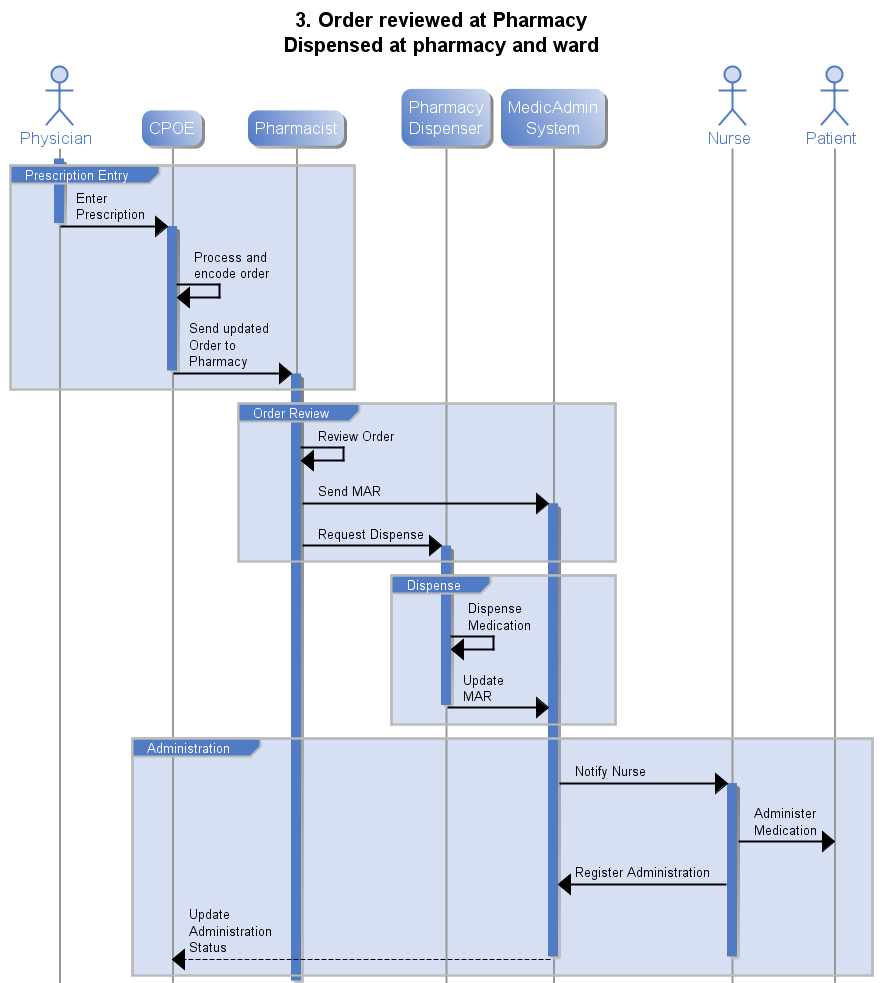 3. Order reviewed at Pharmacy
Dispensed at pharmacy and ward
Physician
CPOE
Pharmacist
Pharmacy
Dispenser
MedicAdmin
System
Nurse
Patient
Prescription Entry
Enter
Prescription
Process and
encode order
Send updated
Order to
Pharmacy
Order Review
Review Order
Send MAR
Request Dispense
Dispense
Dispense
Medication
Update
MAR
Administration
Notify Nurse
Administer
Medication
Register Administration
Update
Administration
Status